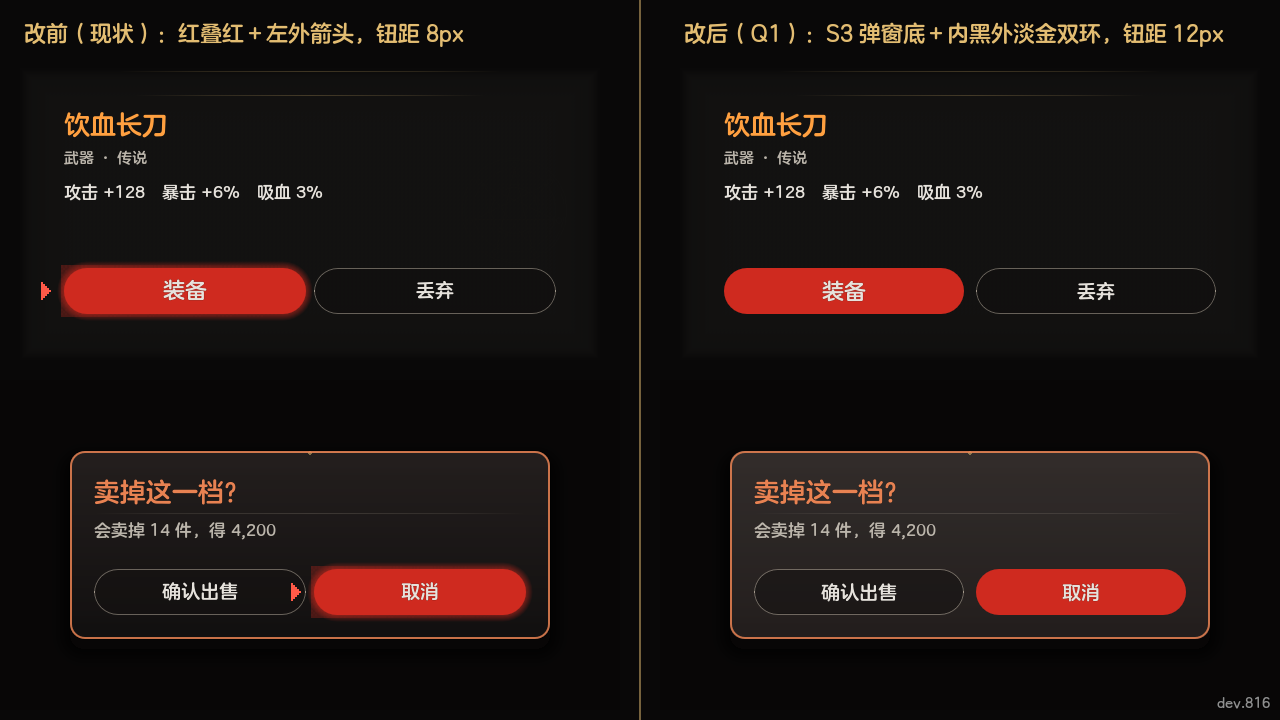 改前（现状）：红叠红＋左外箭头，钮距 8px
饮血长刀
武器 · 传说
攻击 +128 暴击 +6% 吸血 3%
装备 丢弃
卖掉这一档?
会卖掉 14 件，得 4,200
确认出售 取消
改后（Q1）：S3 弹窗底＋内黑外淡金双环，钮距 12px
饮血长刀
武器 · 传说
攻击 +128 暴击 +6% 吸血 3%
装备 丢弃
卖掉这一档?
会卖掉 14 件，得 4,200
确认出售 取消
dev.816